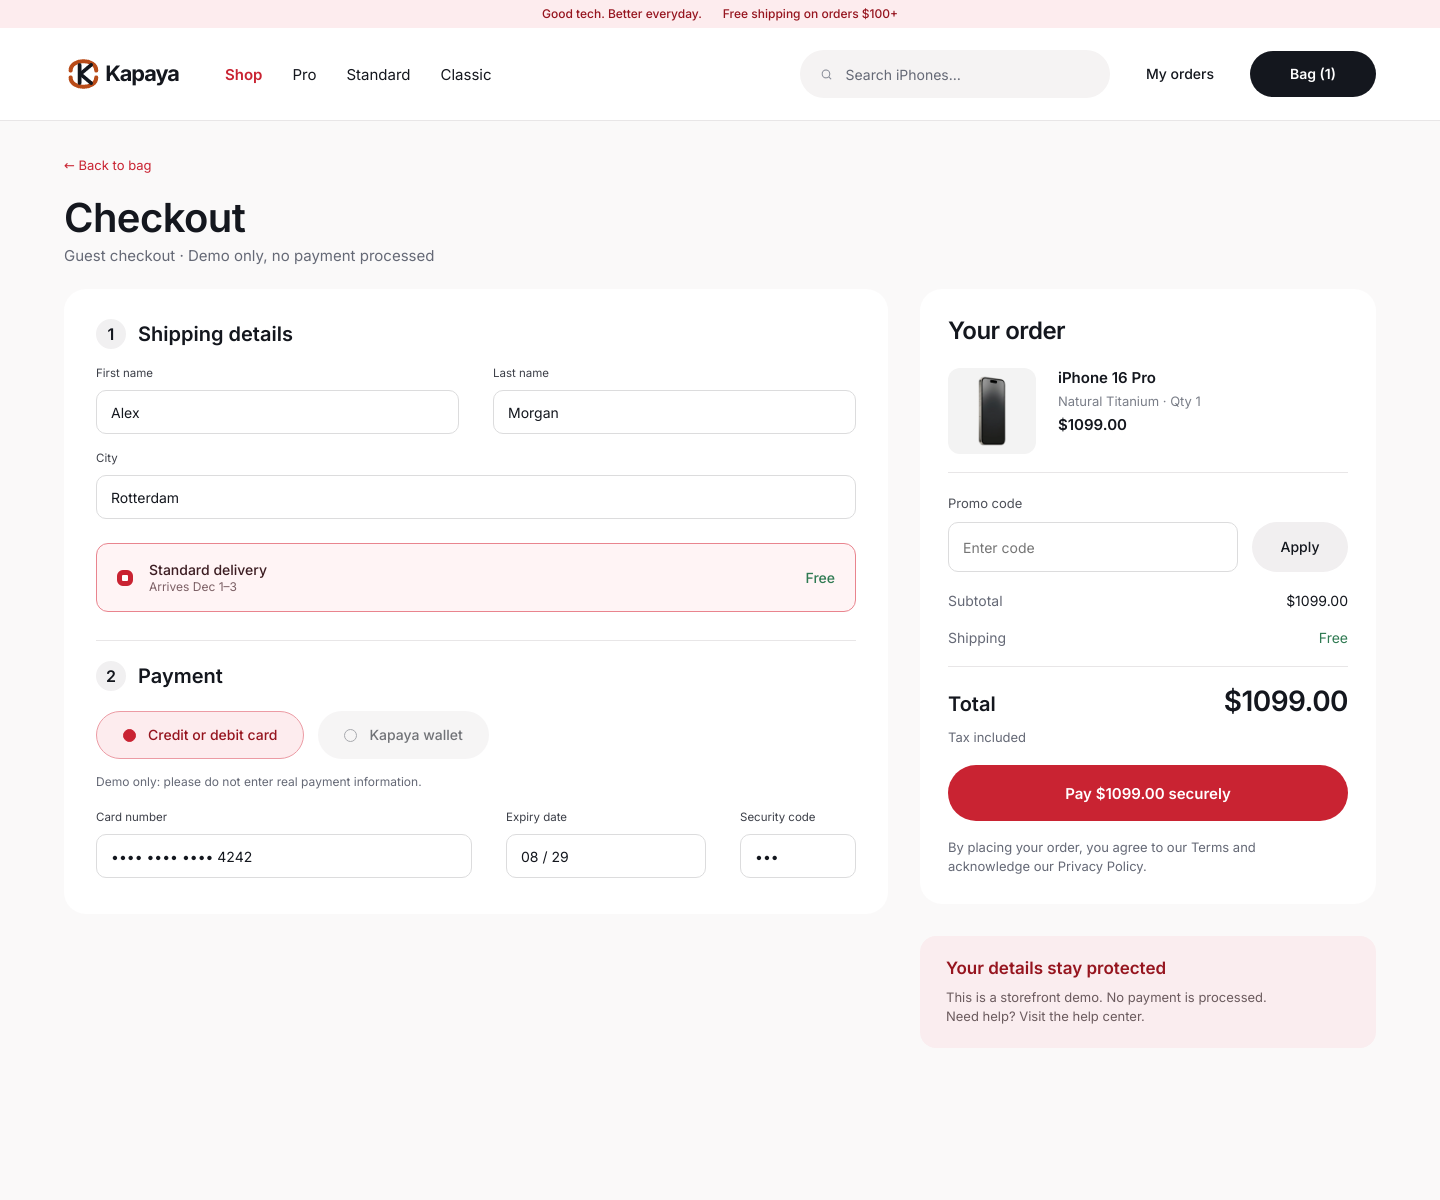 Good tech. Better everyday. Free shipping on orders $100+
Kapaya
Shop
Pro
Standard
Classic
Search iPhones...
My orders
Bag (1)
← Back to bag
Checkout
Guest checkout · Demo only, no payment processed
1 Shipping details
First name
Last name
Alex
Morgan
City
Rotterdam
Standard delivery
Arrives Dec 1–3
Free
2 Payment
Credit or debit card
Kapaya wallet
Demo only: please do not enter real payment information.
Card number
Expiry date
Security code
•••• •••• •••• 4242
08 / 29
•••
Your order
iPhone 16 Pro
Natural Titanium · Qty 1
$1099.00
Promo code
Enter code
Apply
Subtotal
$1099.00
Shipping
Free
Total
$1099.00
Tax included
Pay $1099.00 securely
By placing your order, you agree to our Terms and
acknowledge our Privacy Policy.
Your details stay protected
This is a storefront demo. No payment is processed.
Need help? Visit the help center.